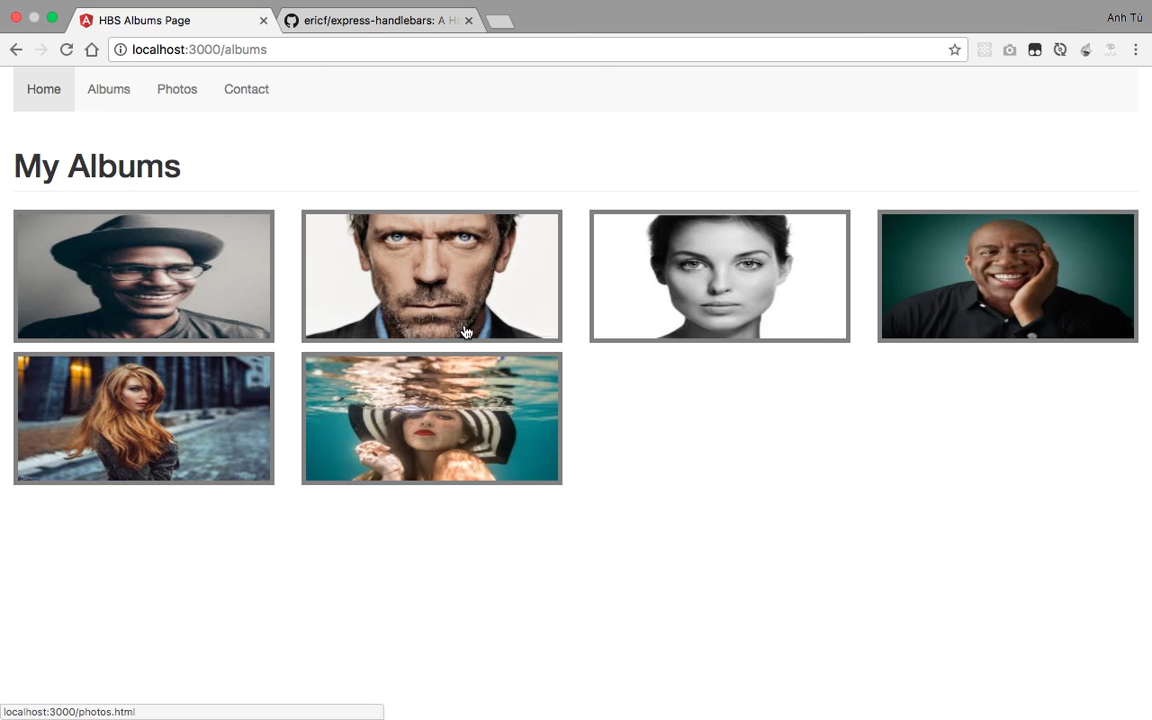 HBS Albums Page
ericf/express-handlebars: A H
Anh Tú
localhost:3000/albums
Home Albums Photos Contact
My Albums
localhost:3000/photos.html